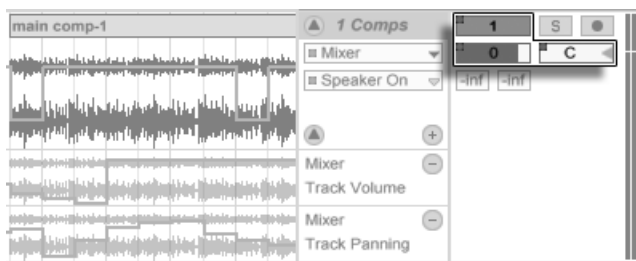 main comp-1
1 Comps
1
S
Mixer
0
C
Speaker On
-inf
-inf
Mixer
Track Volume
Mixer
Track Panning